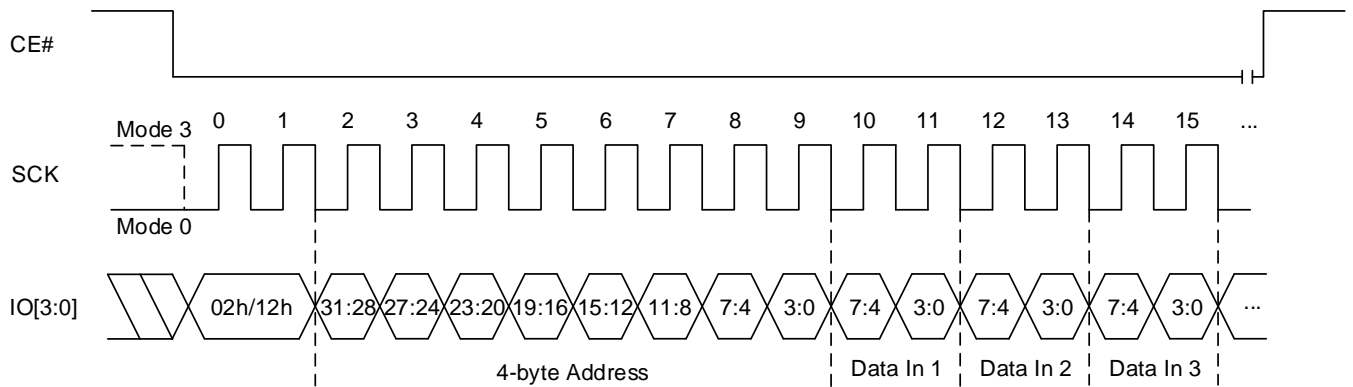 CE#
Mode 3 0 1 2 3 4 5 6 7 8 9 10 11 12 13 14 15 ...
SCK
Mode 0
IO[3:0] 02h/12h 31:28 27:24 23:20 19:16 15:12 11:8 7:4 3:0 7:4 3:0 7:4 3:0 7:4 3:0 ...
4-byte Address Data In 1 Data In 2 Data In 3